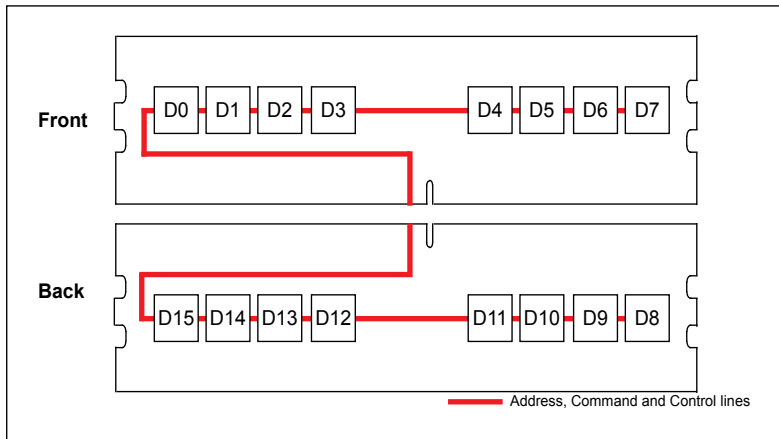 D0 D1 D2 D3 D4 D5 D6 D7
Front
Back
D15 D14 D13 D12 D11 D10 D9 D8
Address, Command and Control lines